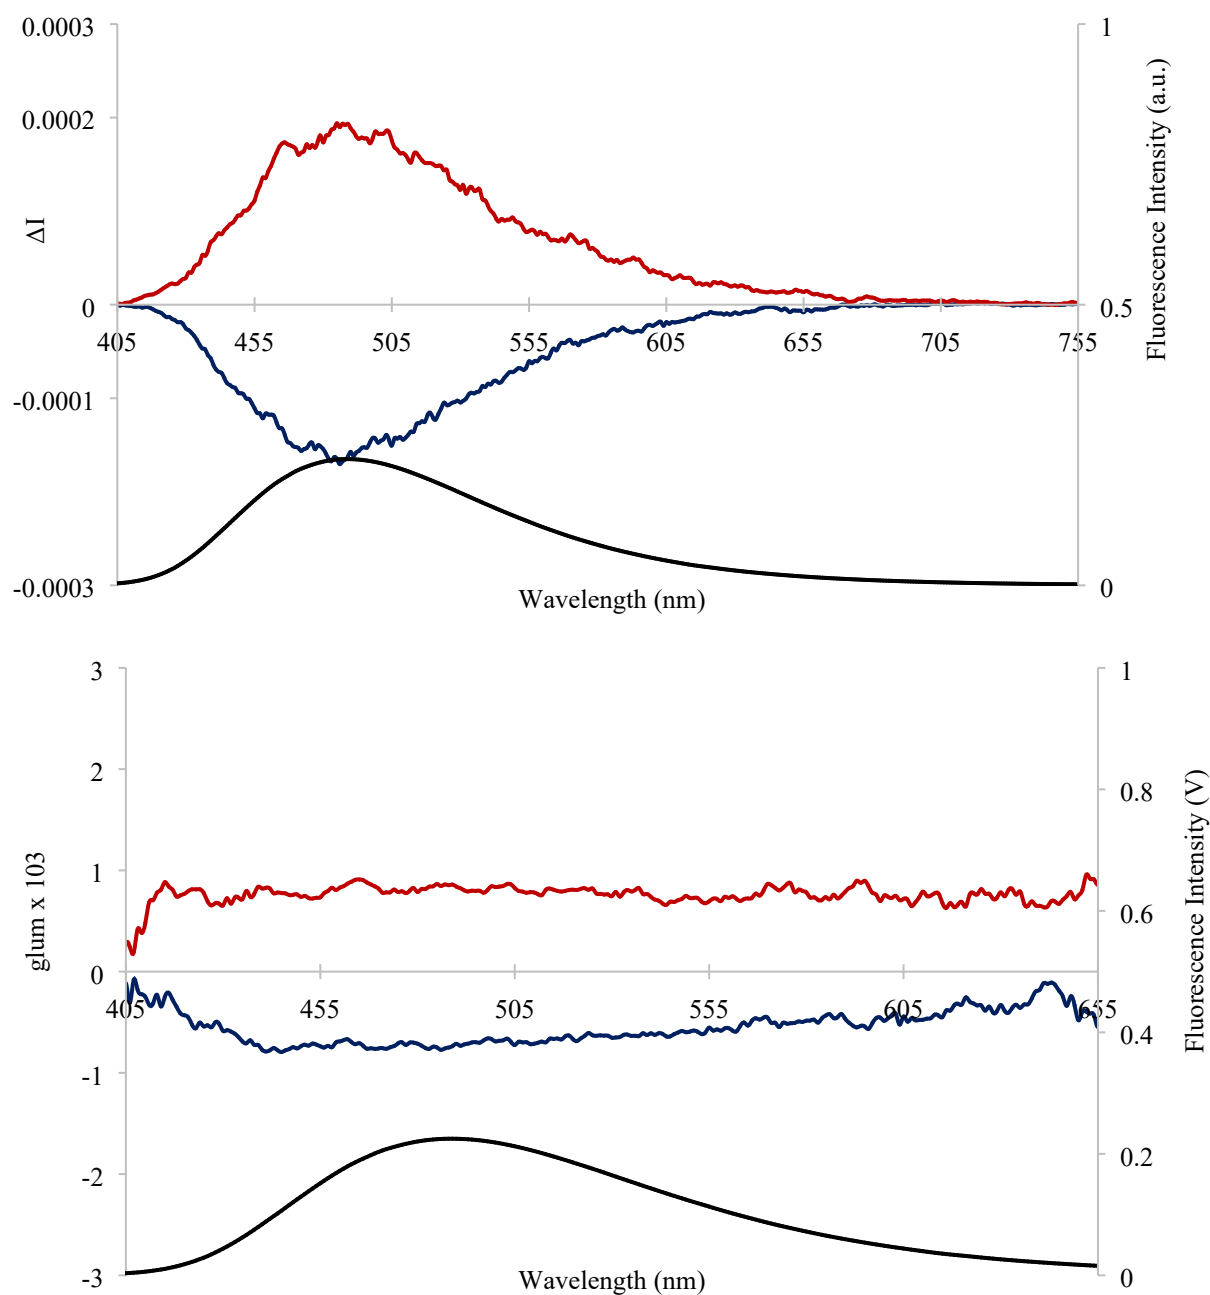 0.0003
0.0002
0
-0.0001
-0.0003
ΔI
405 455 505 555 605 655 705 755
Wavelength (nm)
1
0.5
0
Fluorescence Intensity (a.u.)
3
2
1
0
-1
-2
-3
glum x 103
405 455 505 555 605 655
Wavelength (nm)
1
0.8
0.6
0.4
0.2
0
Fluorescence Intensity (V)